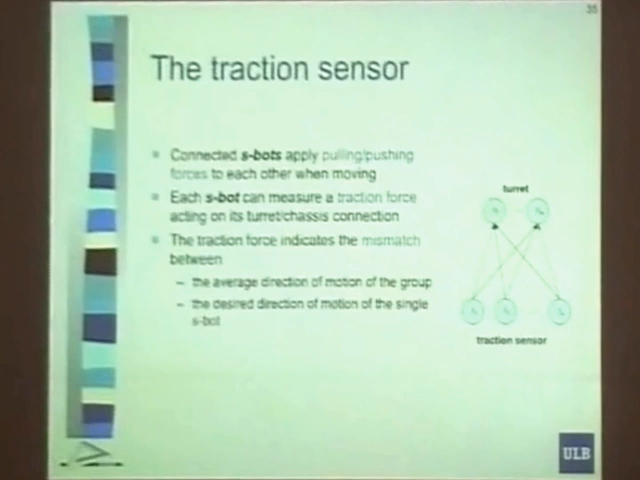 35
The traction sensor
Connected s-bots apply pulling/pushing
forces to each other when moving
Each s-bot can measure a traction force
acting on its turret/chassis connection
The traction force indicates the mismatch
between
– the average direction of motion of the group
– the desired direction of motion of the single
s-bot
turret
traction sensor
ULB